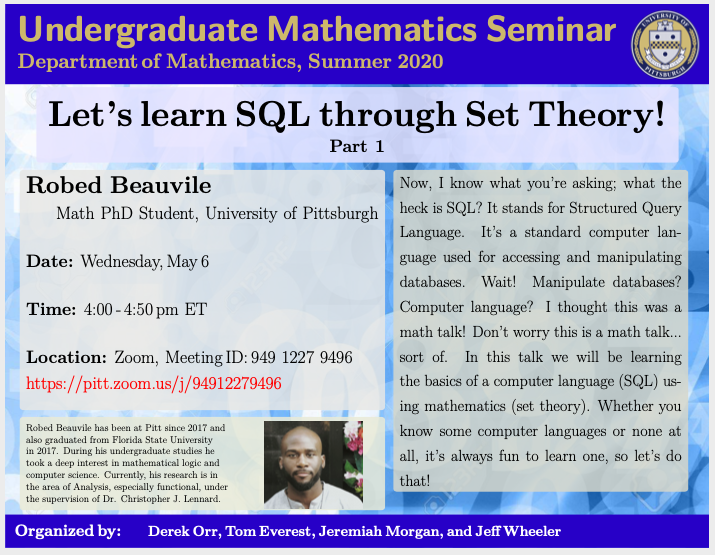 Undergraduate Mathematics Seminar
Department of Mathematics, Summer 2020
UNIVERSITY OF
PITTSBURGH
Let's learn SQL through Set Theory!
Part 1
Robed Beauvile
Math PhD Student, University of Pittsburgh
Date: Wednesday, May 6
Time: 4:00 - 4:50 pm ET
Location: Zoom, Meeting ID: 949 1227 9496
https://pitt.zoom.us/j/94912279496
Robed Beauvile has been at Pitt since 2017 and
also graduated from Florida State University
in 2017. During his undergraduate studies he
took a deep interest in mathematical logic and
computer science. Currently, his research is in
the area of Analysis, especially functional, under
the supervision of Dr. Christopher J. Lennard.
Now, I know what you're asking; what the
heck is SQL? It stands for Structured Query
Language. It's a standard computer lan-
guage used for accessing and manipulating
databases. Wait! Manipulate databases?
Computer language? I thought this was a
math talk! Don't worry this is a math talk...
sort of. In this talk we will be learning
the basics of a computer language (SQL) us-
ing mathematics (set theory). Whether you
know some computer languages or none at
all, it's always fun to learn one, so let's do
that!
Organized by: Derek Orr, Tom Everest, Jeremiah Morgan, and Jeff Wheeler